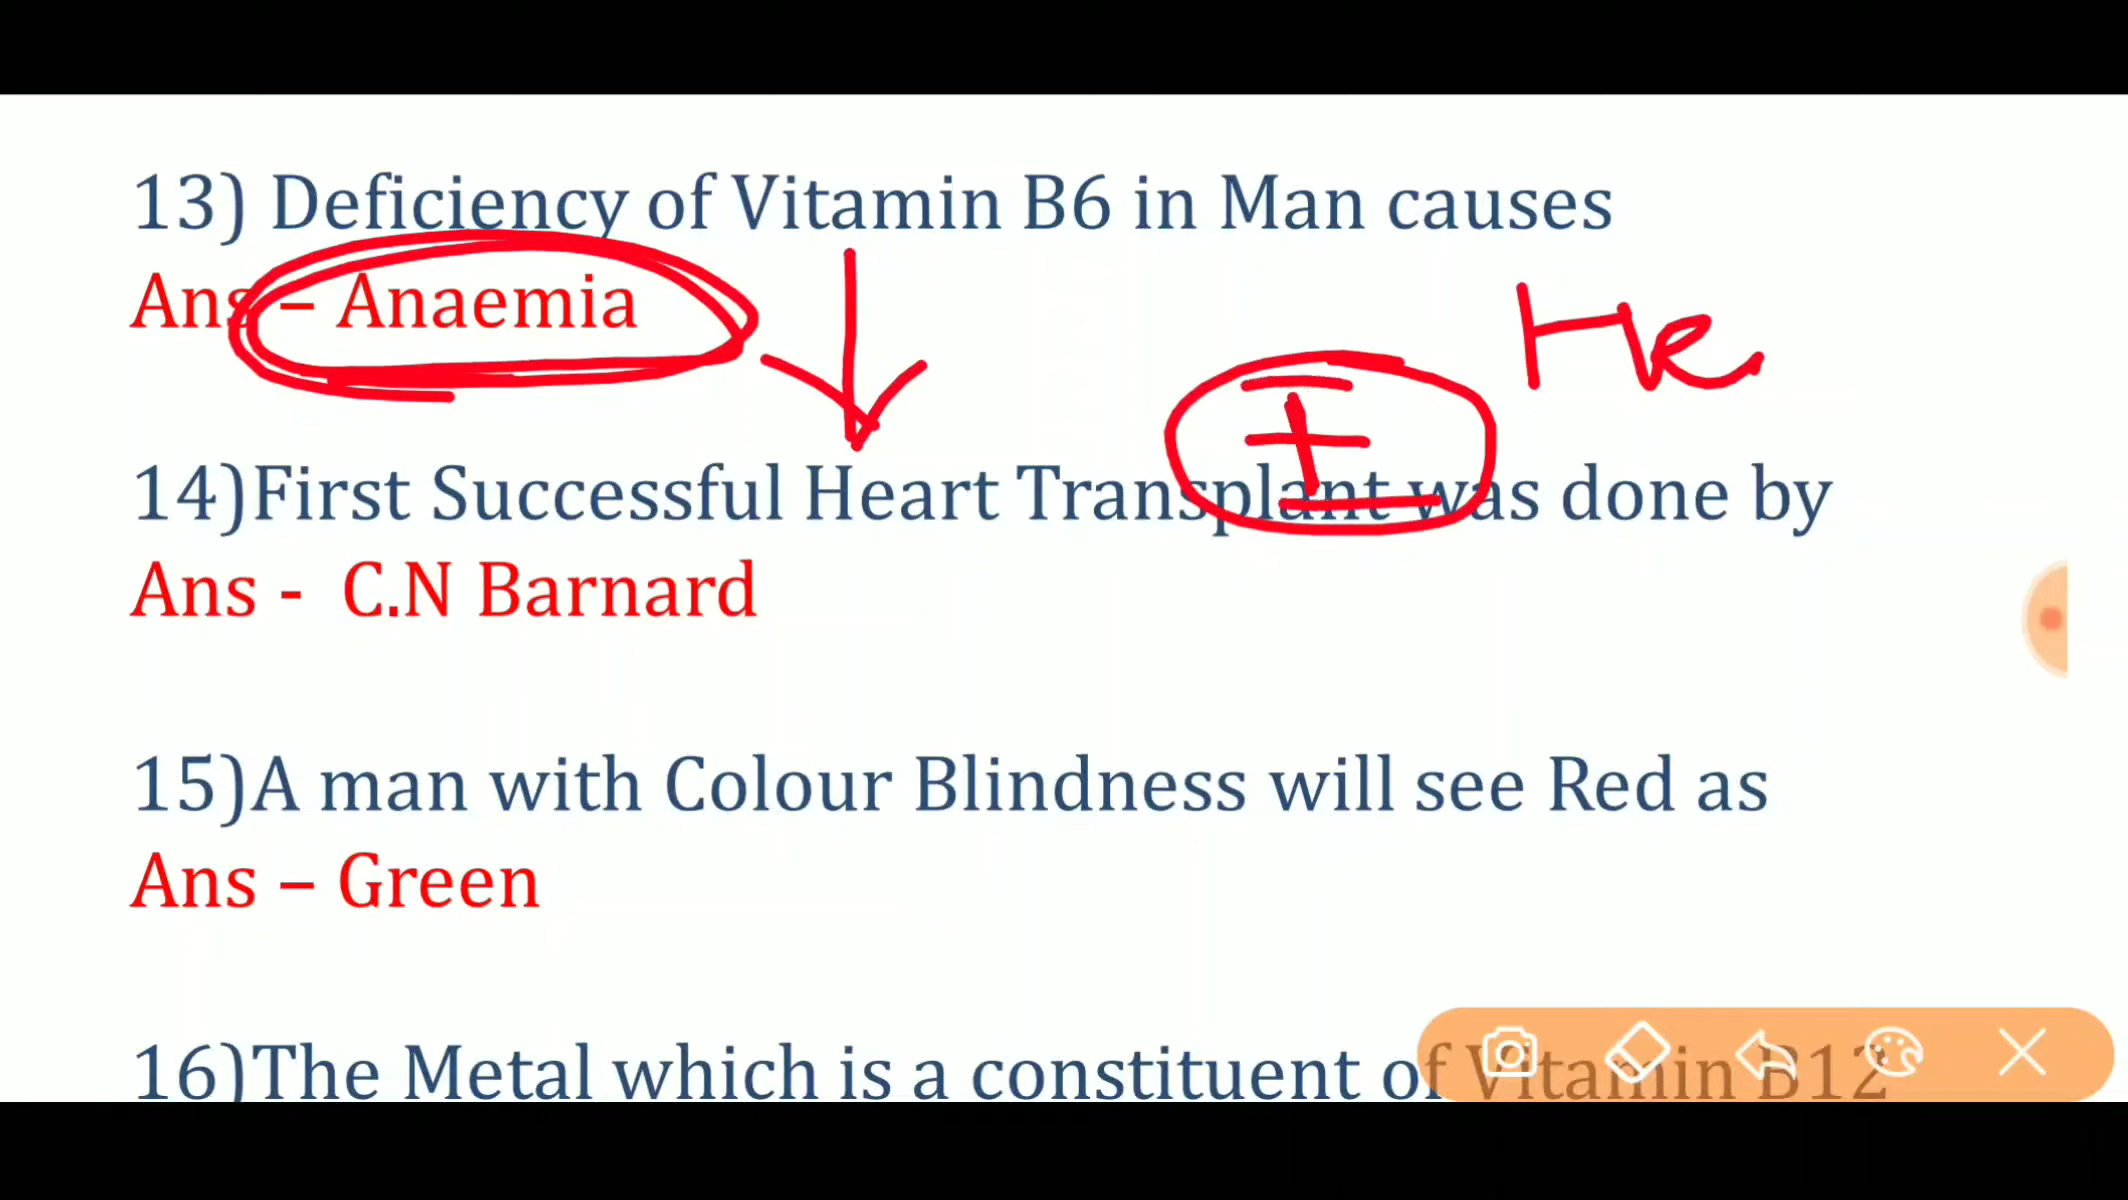 13) Deficiency of Vitamin B6 in Man causes
Ans – Anaemia
He
14)First Successful Heart Transplant was done by
Ans - C.N Barnard
15)A man with Colour Blindness will see Red as
Ans – Green
16)The Metal which is a constituent of Vitamin B12